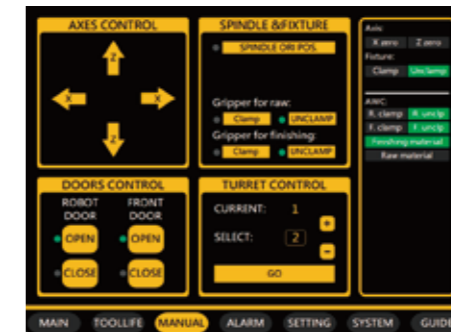 AXES CONTROL
Z
X X
Z
SPINDLE &FIXTURE
SPINDLE ORI POS.
Gripper for raw:
Clamp UNCLAMP
Gripper for finishing:
Clamp UNCLAMP
DOORS CONTROL
ROBOT DOOR
FRONT DOOR
OPEN OPEN
CLOSE CLOSE
TURRET CONTROL
CURRENT: 1
+
SELECT: 2
-
GO
Axis:
X zero Z zero
Fixture:
Clamp Unclamp
AWC:
R. clamp R. unclp
F. clamp F. unclp
Finishing material
Raw material
MAIN TOOLLIFE MANUAL ALARM SETTING SYSTEM GUIDE